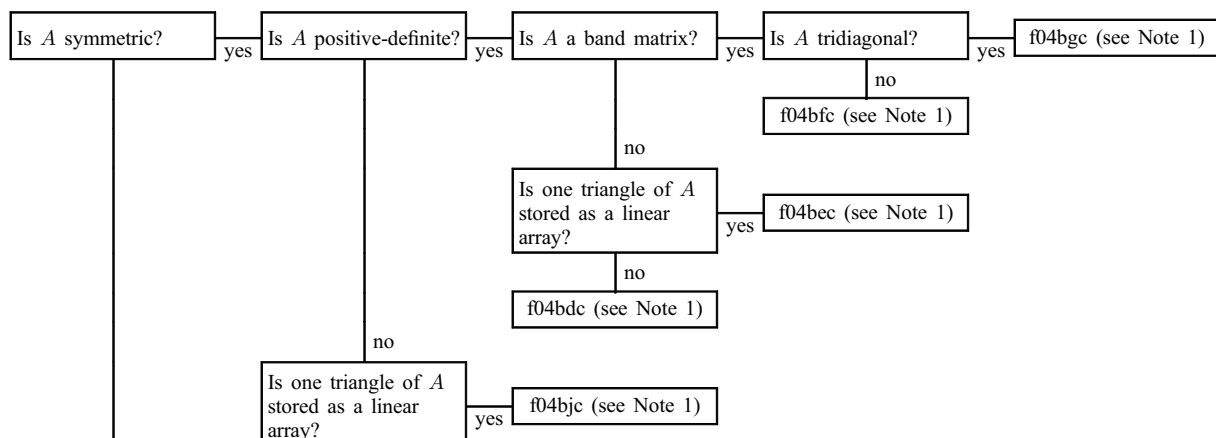 Is A symmetric?
yes
Is A positive-definite?
yes
Is A a band matrix?
yes
Is A tridiagonal?
yes
f04bgc (see Note 1)
no
f04bfc (see Note 1)
no
Is one triangle of A
stored as a linear
array?
yes
f04bec (see Note 1)
no
f04bdc (see Note 1)
no
Is one triangle of A
stored as a linear
array?
yes
f04bjc (see Note 1)